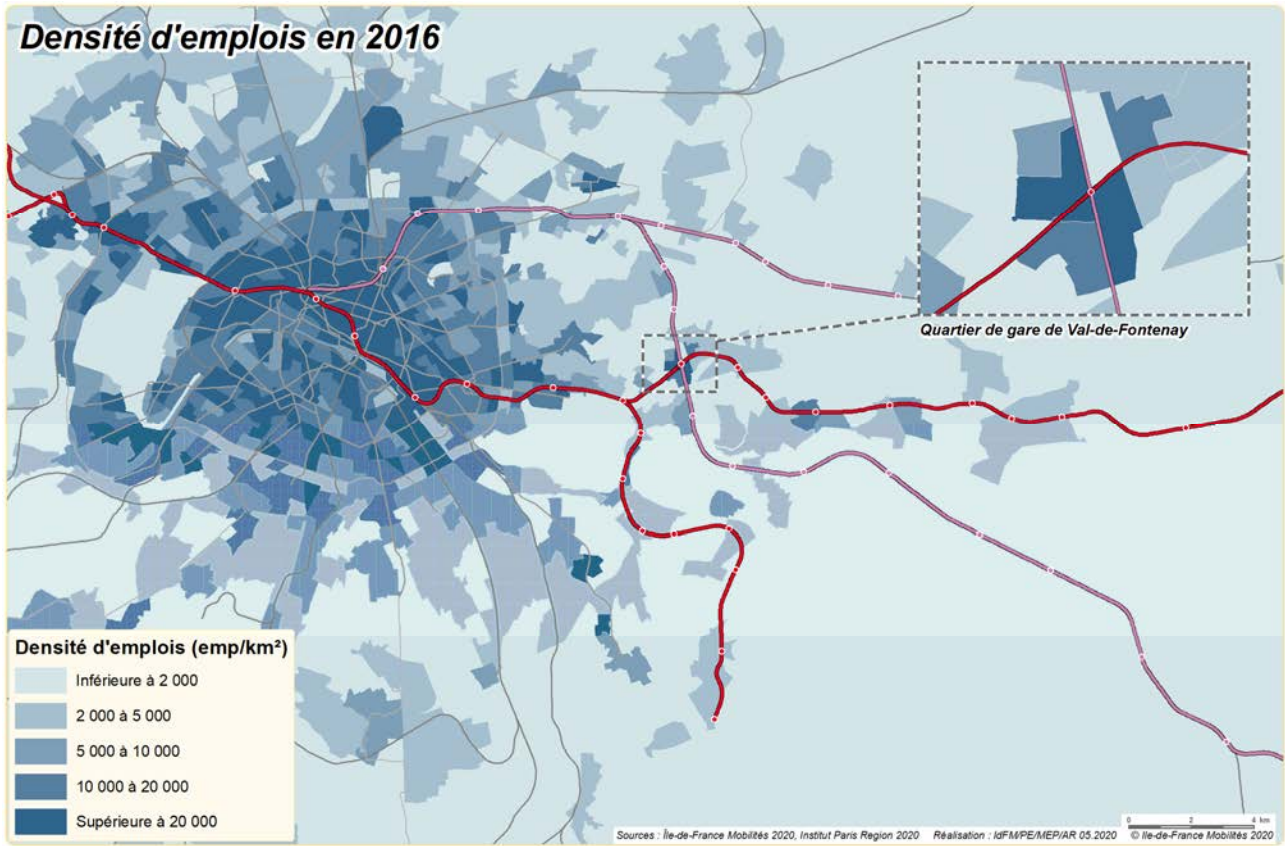 Densité d'emplois en 2016
Quartier de gare de Val-de-Fontenay
Densité d'emplois (emp/km²)
Inférieure à 2 000
2 000 à 5 000
5 000 à 10 000
10 000 à 20 000
Supérieure à 20 000
0 2 4 km
Sources : Île-de-France Mobilités 2020, Institut Paris Region 2020 Réalisation : IdFM/PE/MEP/AR 05.2020 © Ile-de-France Mobilités 2020